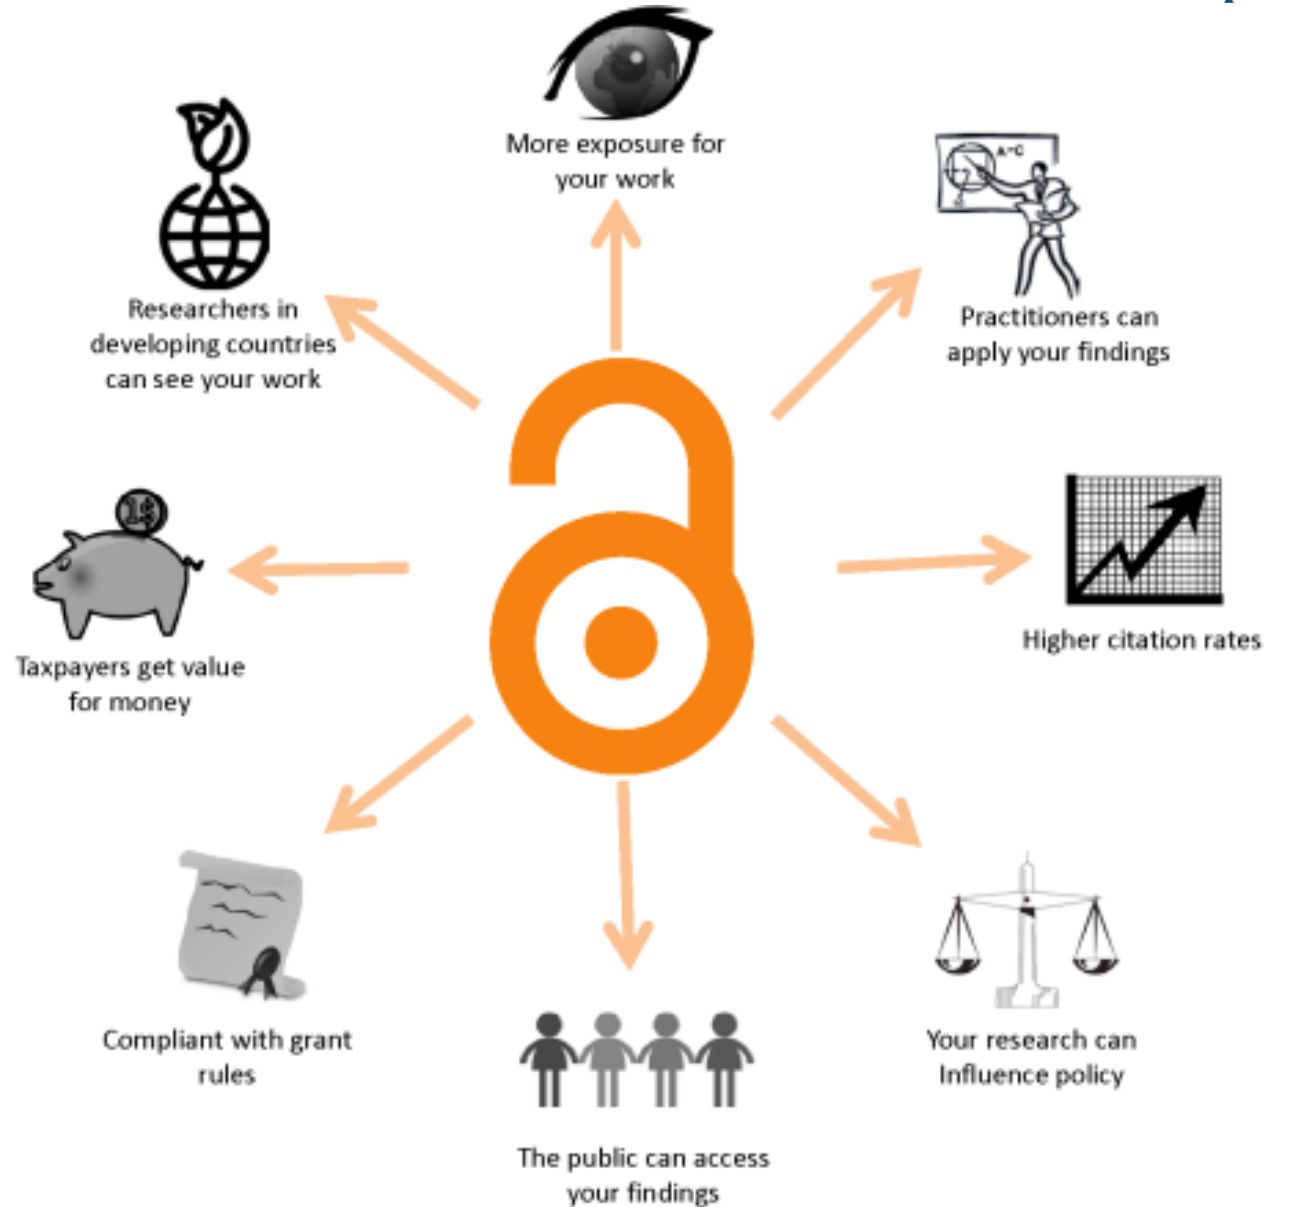 More exposure for
your work
A=C
Practitioners can
apply your findings
Researchers in
developing countries
can see your work
1$
Higher citation rates
Taxpayers get value
for money
Compliant with grant
rules
Your research can
Influence policy
The public can access
your findings